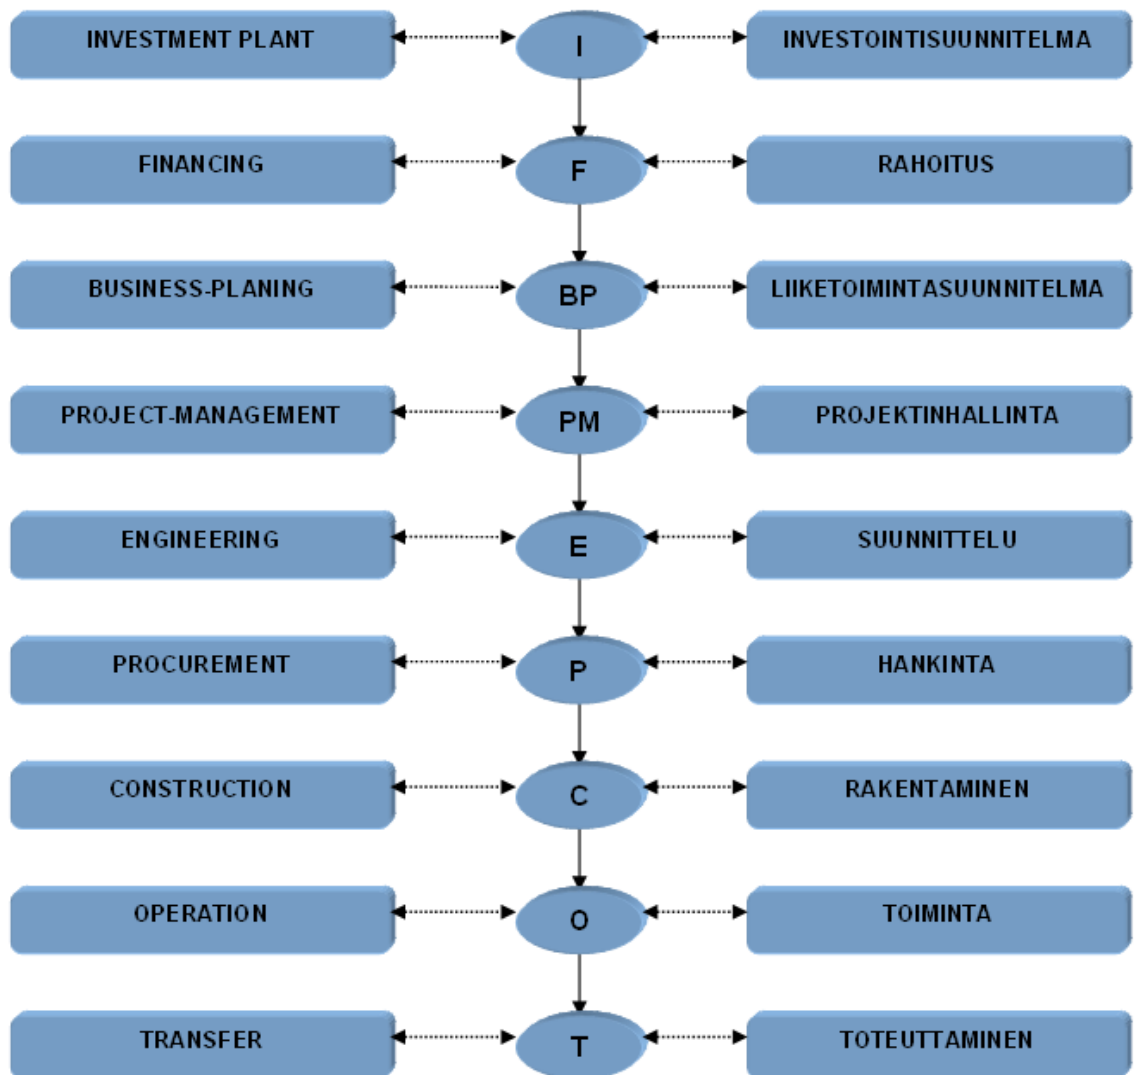 INVESTMENT PLANT I INVESTOINTISUUNNITELMA
FINANCING F RAHOITUS
BUSINESS-PLANING BP LIIKETOIMINTASUUNNITELMA
PROJECT-MANAGEMENT PM PROJEKTINHALLINTA
ENGINEERING E SUUNNITTELU
PROCUREMENT P HANKINTA
CONSTRUCTION C RAKENTAMINEN
OPERATION O TOIMINTA
TRANSFER T TOTEUTTAMINEN